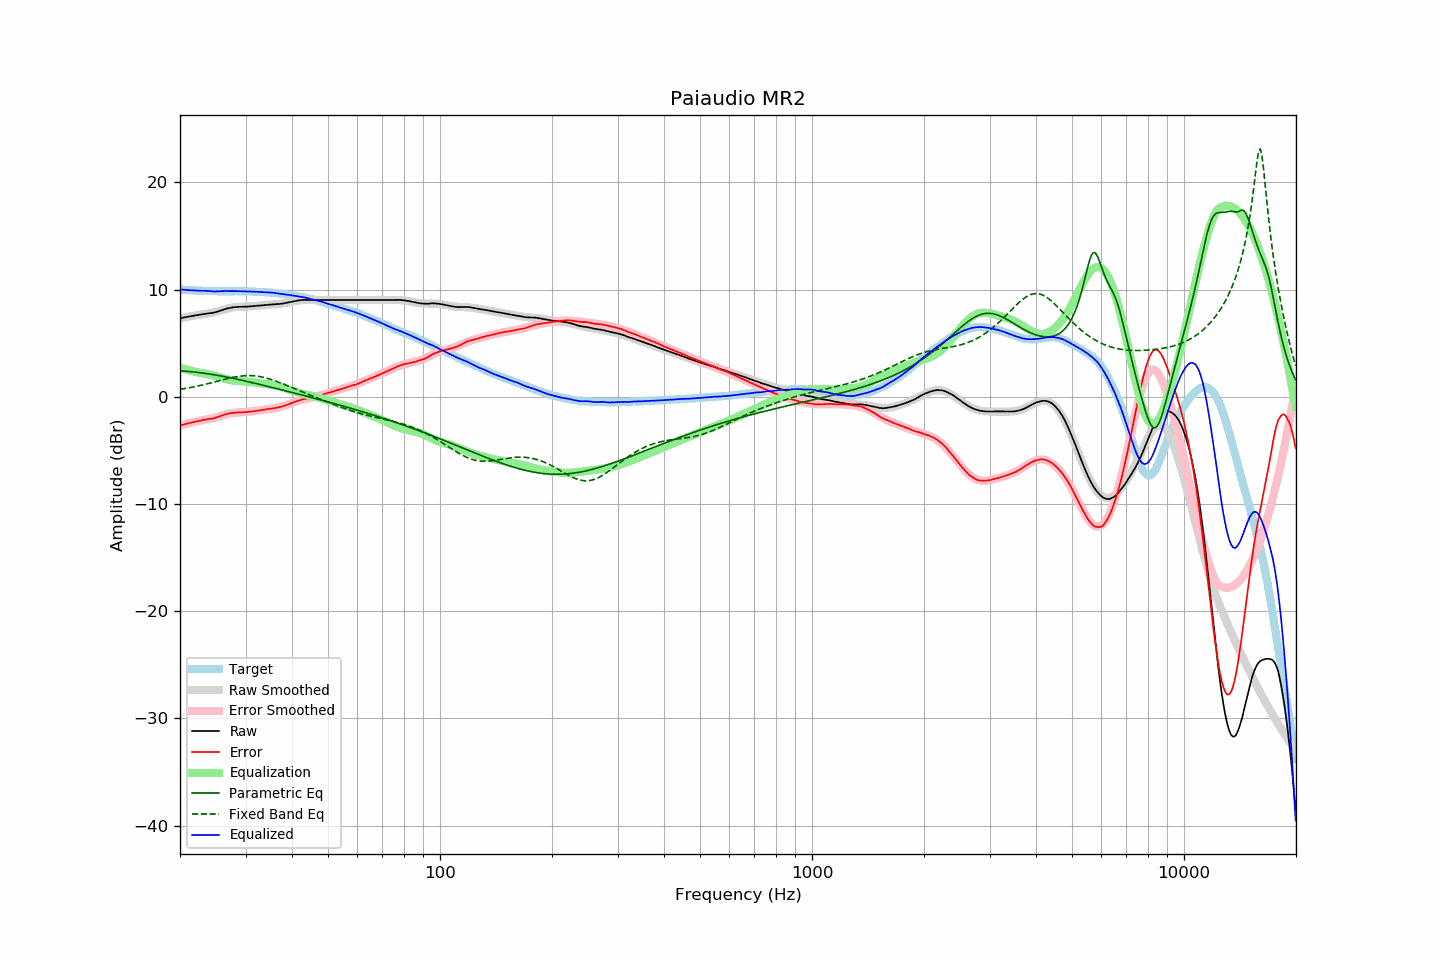 Paiaudio MR2
Amplitude (dBr)
20
10
0
−10
−20
−30
−40
Target
Raw Smoothed
Error Smoothed
Raw
Error
Equalization
Parametric Eq
Fixed Band Eq
Equalized
100
1000
10000
Frequency (Hz)